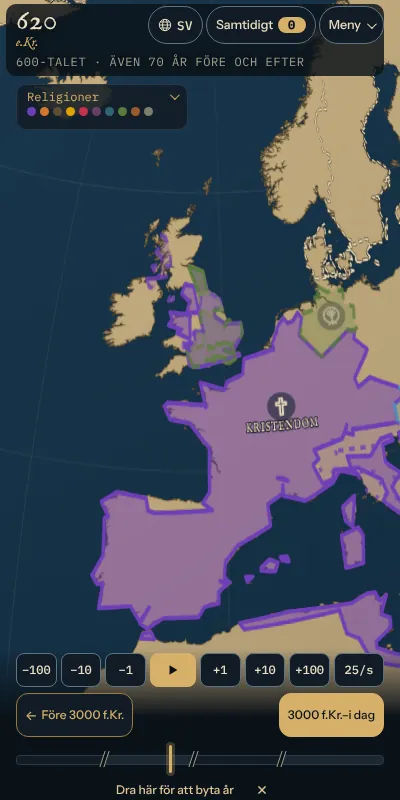 620
e.Kr.
SV
Samtidigt 0
Meny
600-TALET · ÄVEN 70 ÅR FÖRE OCH EFTER
Religioner
KRISTENDOM
−100
−10
−1
+1
+10
+100
25/s
← Före 3000 f.Kr.
3000 f.Kr.–i dag
Dra här för att byta år ✕